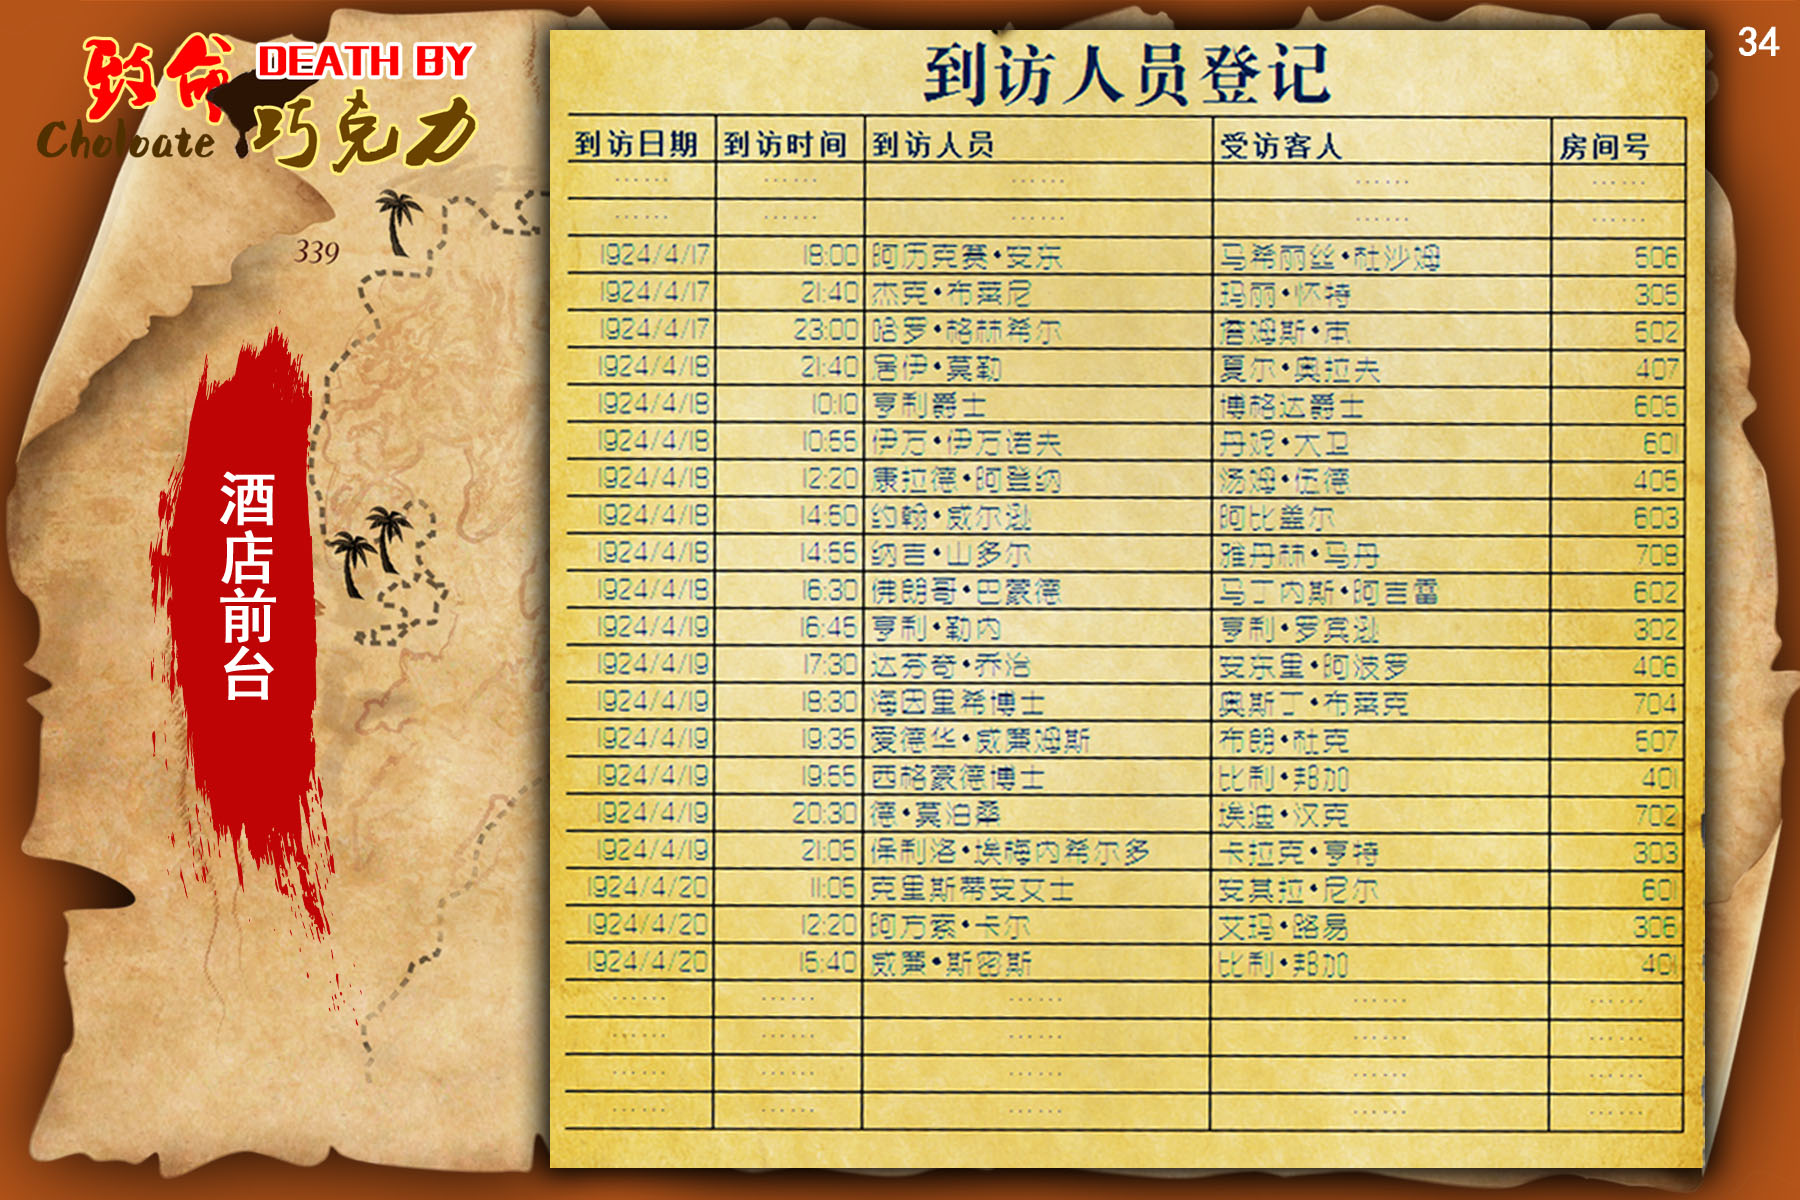 34
致命 DEATH BY
Choloate 巧克力
339
酒店前台
到访人员登记
到访日期 到访时间 到访人员 受访客人 房间号
…… …… …… …… ……
…… …… …… …… ……
1924/4/17 18:00 阿历克赛·安东 马希丽丝·杜沙姆 606
1924/4/17 21:40 杰克·布莱尼 玛丽·怀特 305
1924/4/17 23:00 哈罗·格林希尔 詹姆斯·南 602
1924/4/18 21:40 居伊·莫勒 夏尔·奥拉夫 407
1924/4/18 10:10 亨利爵士 博格达爵士 605
1924/4/18 10:55 伊万·伊万诺夫 丹妮·大卫 601
1924/4/18 12:20 康拉德·阿登纳 汤姆·伍德 405
1924/4/18 14:50 约翰·威尔逊 阿比盖尔 603
1924/4/18 14:55 纳吉·山多尔 雅丹林·马丹 708
1924/4/18 16:30 佛朗哥·巴蒙德 马丁内斯·阿吉雷 602
1924/4/19 16:45 亨利·勒内 亨利·罗宾逊 302
1924/4/19 17:30 达芬奇·乔治 安东里·阿波罗 406
1924/4/19 18:30 海因里希博士 奥斯丁·布莱克 704
1924/4/19 19:35 爱德华·威廉姆斯 布朗·杜克 507
1924/4/19 19:55 西格蒙德博士 比利·邦加 401
1924/4/19 20:30 德·莫泊桑 埃迪·汉克 702
1924/4/19 21:05 保利洛·埃梅内希尔多 卡拉克·亨特 303
1924/4/20 11:05 克里斯蒂安女士 安其拉·尼尔 601
1924/4/20 12:20 阿方索·卡尔 艾玛·路易 306
1924/4/20 15:40 威廉·斯密斯 比利·邦加 401
…… …… …… …… ……
…… …… …… …… ……
…… …… …… …… ……
…… …… …… …… ……